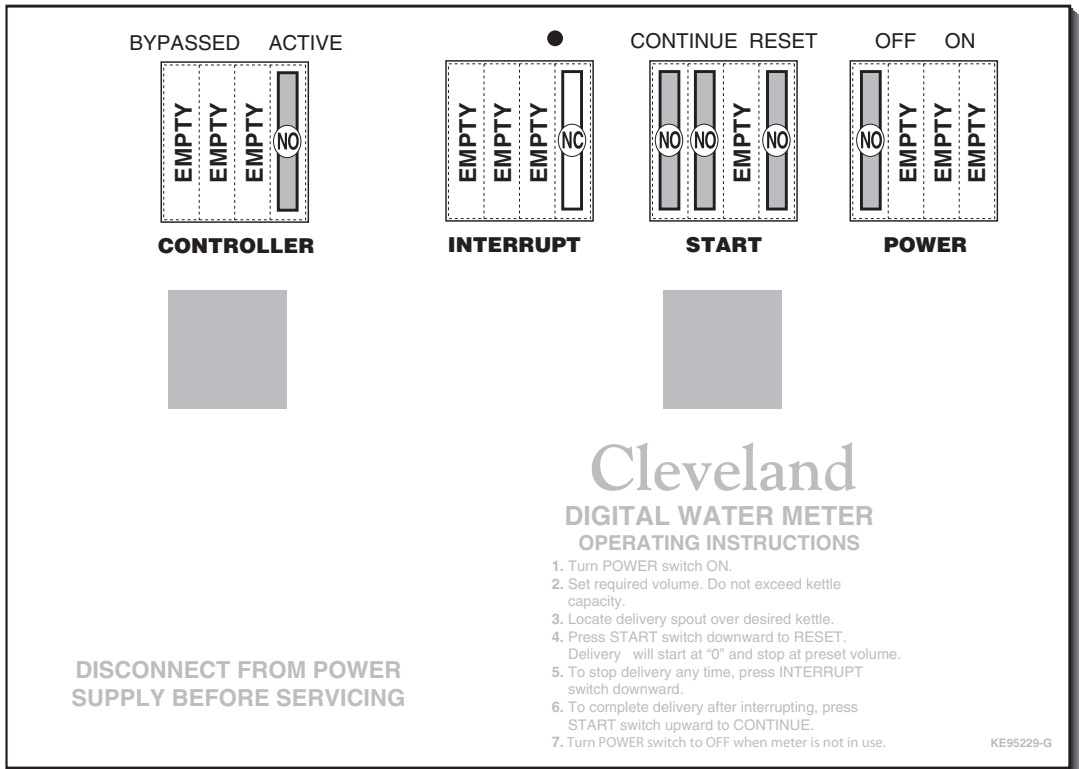 BYPASSED ACTIVE
● CONTINUE RESET OFF ON
EMPTY EMPTY EMPTY NO
EMPTY EMPTY EMPTY NC
NO NO EMPTY NO
NO EMPTY EMPTY EMPTY
CONTROLLER INTERRUPT START POWER
Cleveland
DIGITAL WATER METER
OPERATING INSTRUCTIONS
1. Turn POWER switch ON.
2. Set required volume. Do not exceed kettle
capacity.
3. Locate delivery spout over desired kettle.
4. Press START switch downward to RESET.
Delivery will start at “0” and stop at preset volume.
5. To stop delivery any time, press INTERRUPT
switch downward.
6. To complete delivery after interrupting, press
START switch upward to CONTINUE.
7. Turn POWER switch to OFF when meter is not in use.
DISCONNECT FROM POWER
SUPPLY BEFORE SERVICING
KE95229-G